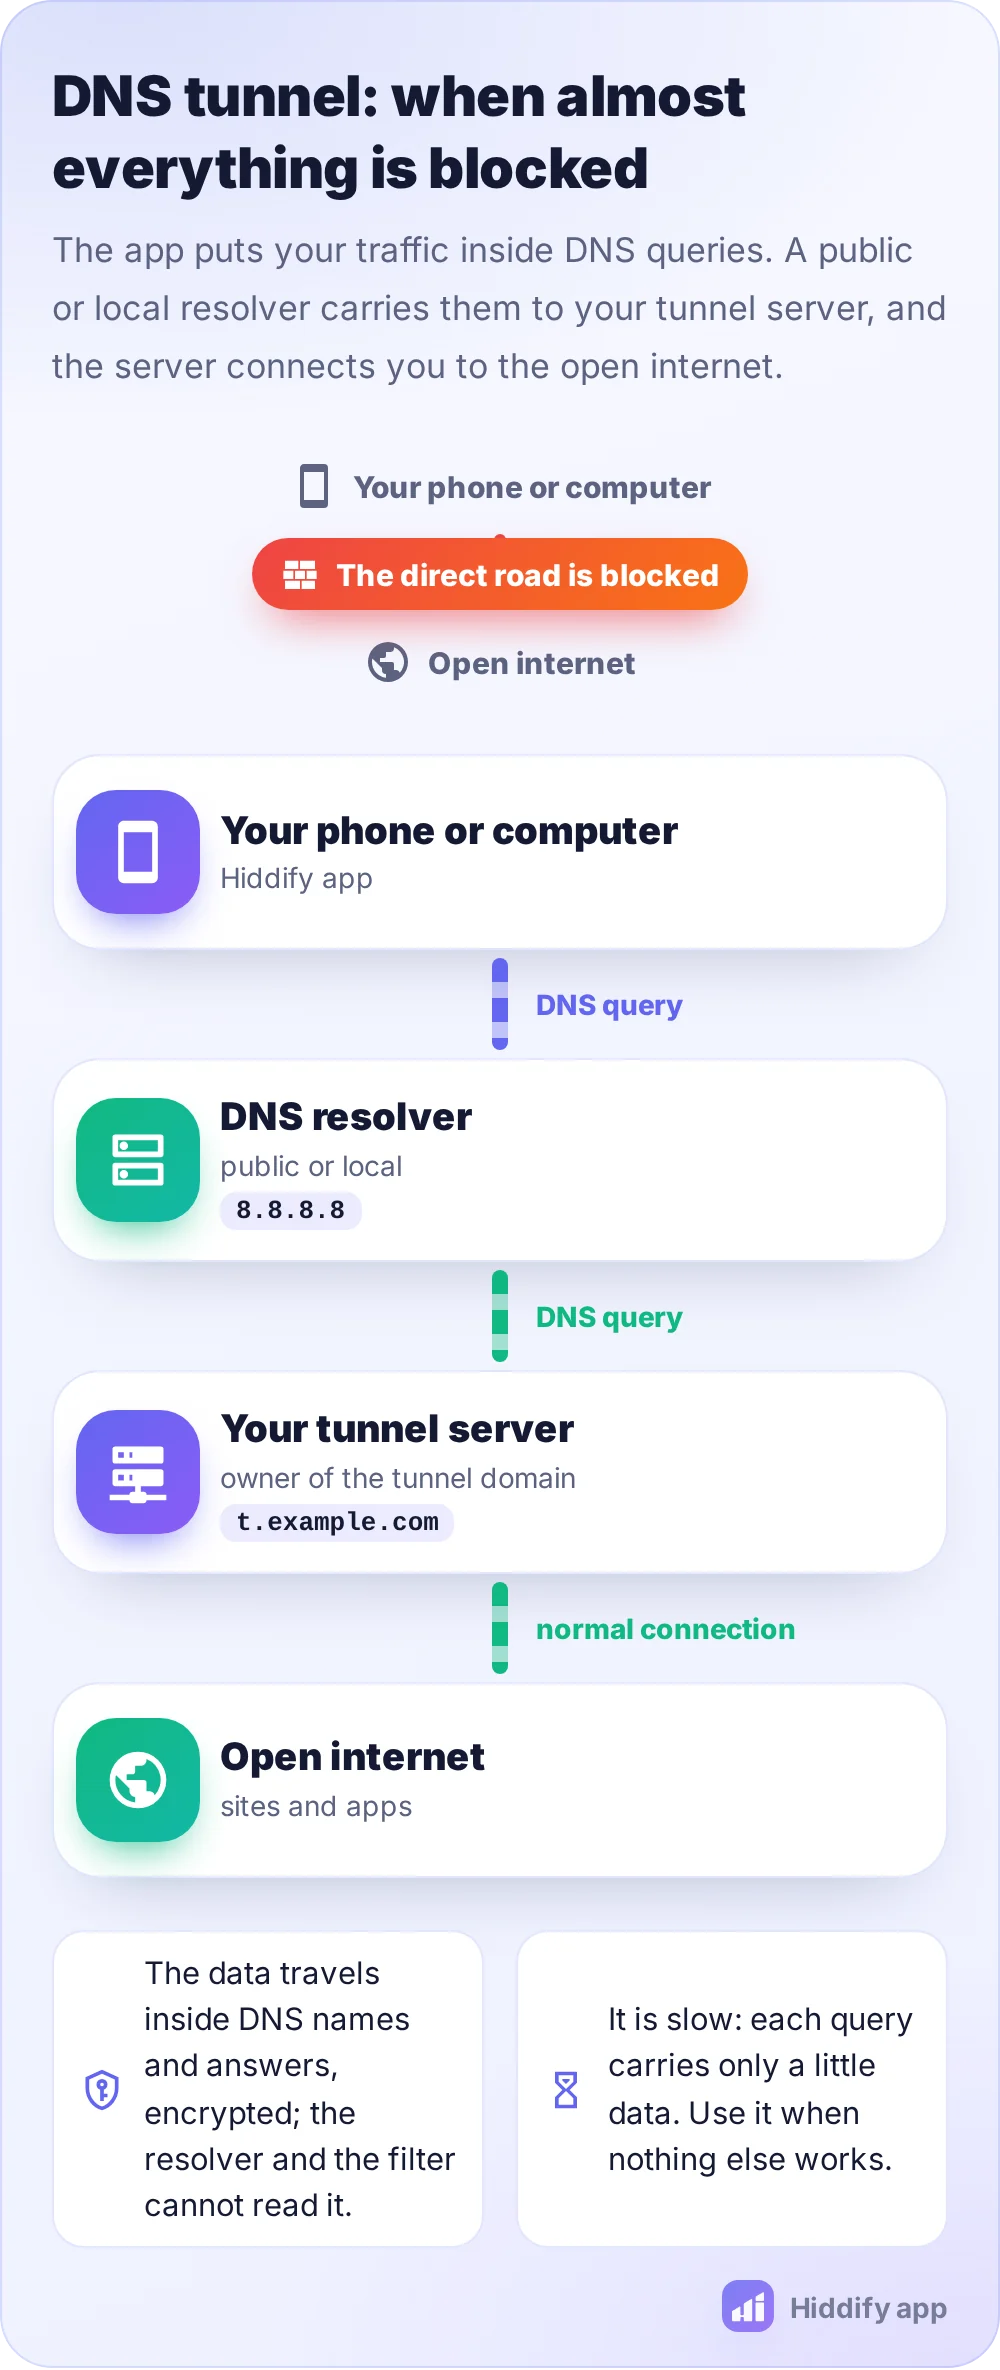 DNS tunnel: when almost
everything is blocked
The app puts your traffic inside DNS queries. A public
or local resolver carries them to your tunnel server, and
the server connects you to the open internet.
Your phone or computer
The direct road is blocked
Open internet
Your phone or computer
Hiddify app
DNS query
DNS resolver
public or local
8.8.8.8
DNS query
Your tunnel server
owner of the tunnel domain
t.example.com
normal connection
Open internet
sites and apps
The data travels
inside DNS names
and answers,
encrypted; the
resolver and the filter
cannot read it.
It is slow: each query
carries only a little
data. Use it when
nothing else works.
Hiddify app